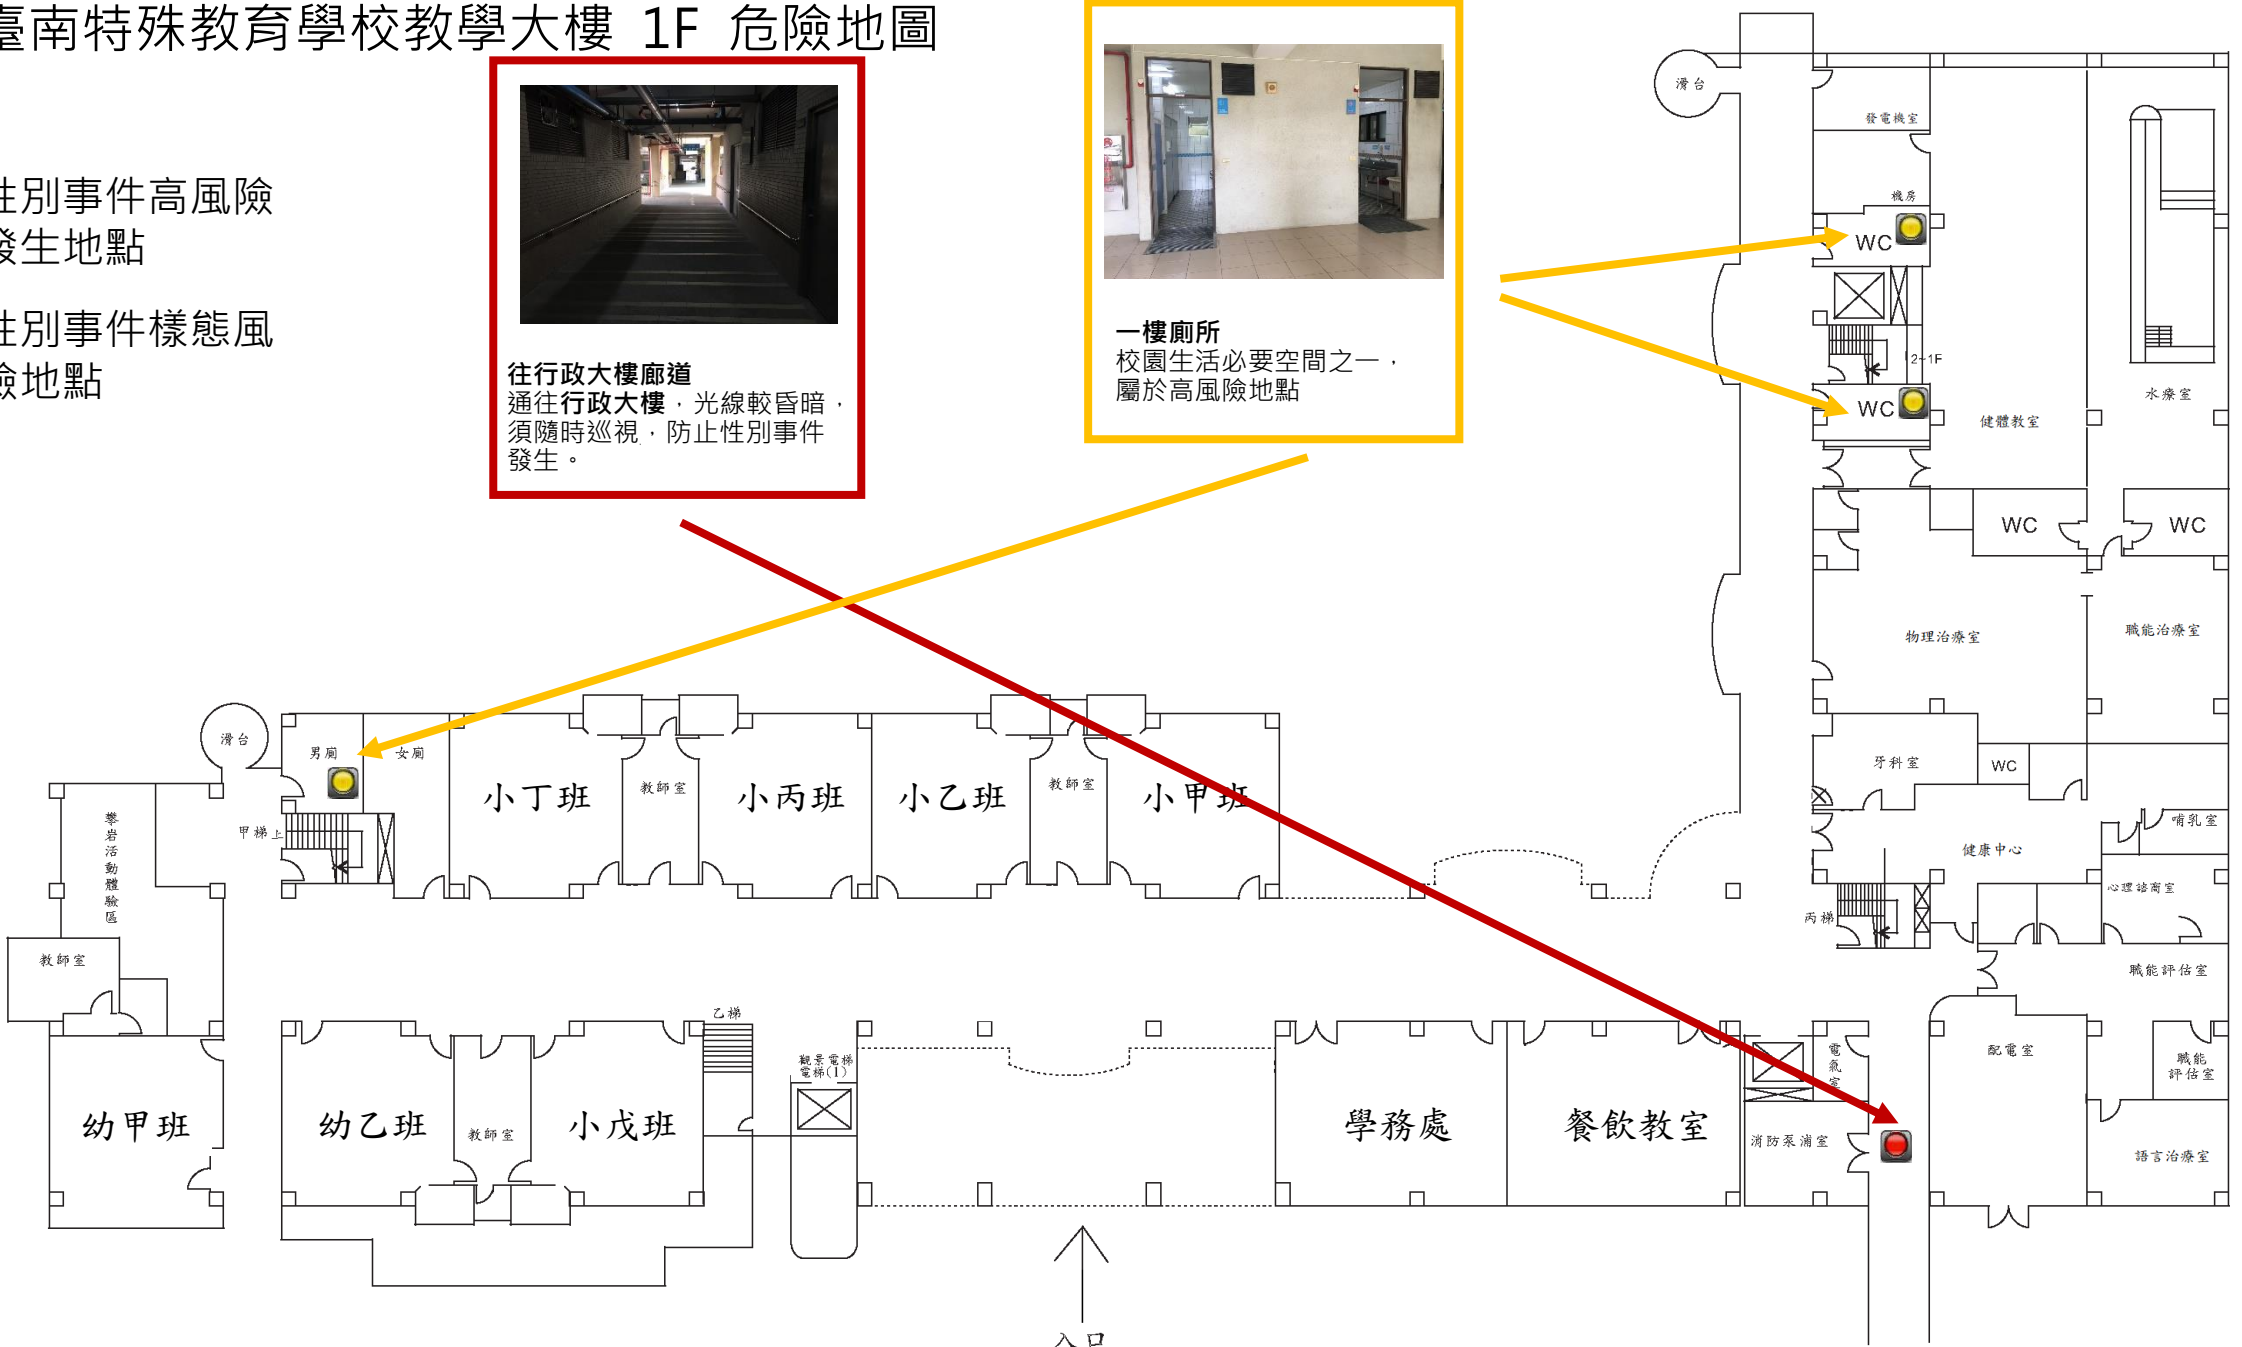 臺南特殊教育學校教學大樓 1F 危險地圖
性別事件高風險
發生地點
性別事件樣態風
險地點
往行政大樓廊道
通往行政大樓，光線較昏暗，
須隨時巡視，防止性別事件
發生。
一樓廁所
校園生活必要空間之一，
屬於高風險地點
滑台
發電機室
機房
WC
2~1F
WC
水療室
健體教室
WC
WC
物理治療室
職能治療室
牙科室
WC
哺乳室
健康中心
心理諮商室
丙梯
職能評估室
滑台
男廁
女廁
甲梯上
小丁班
教師室
小丙班
小乙班
教師室
小甲班
攀岩活動體驗區
教師室
乙梯
觀景電梯
電梯(1)
幼甲班
幼乙班
教師室
小戊班
學務處
餐飲教室
電氣室
消防泵浦室
配電室
職能
評估室
語言治療室
入口